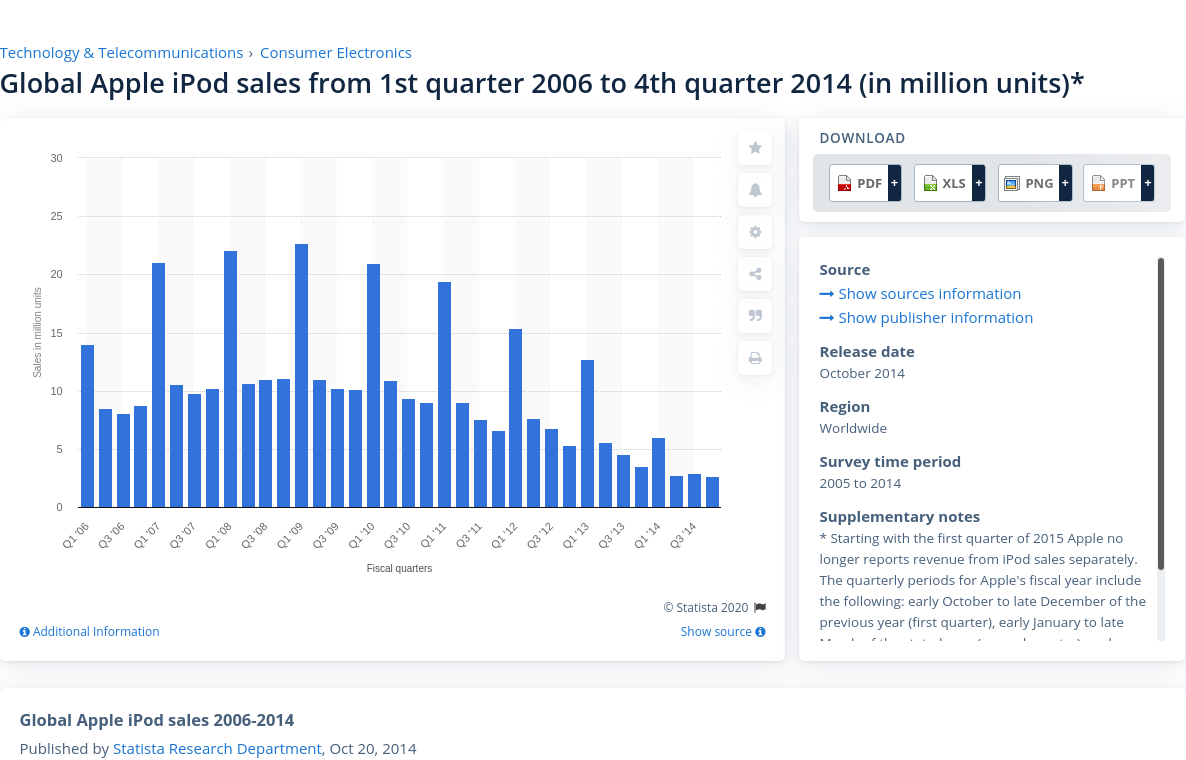 Technology & Telecommunications › Consumer Electronics
Global Apple iPod sales from 1st quarter 2006 to 4th quarter 2014 (in million units)*
30
25
20
15
10
5
0
Sales in million units
Q1 '06
Q3 '06
Q1 '07
Q3 '07
Q1 '08
Q3 '08
Q1 '09
Q3 '09
Q1 '10
Q3 '10
Q1 '11
Q3 '11
Q1 '12
Q3 '12
Q1 '13
Q3 '13
Q1 '14
Q3 '14
Fiscal quarters
© Statista 2020
Additional Information
Show source
DOWNLOAD
PDF + XLS + PNG + PPT +
Source
Show sources information
Show publisher information
Release date
October 2014
Region
Worldwide
Survey time period
2005 to 2014
Supplementary notes
* Starting with the first quarter of 2015 Apple no
longer reports revenue from iPod sales separately.
The quarterly periods for Apple's fiscal year include
the following: early October to late December of the
previous year (first quarter), early January to late
Global Apple iPod sales 2006-2014
Published by Statista Research Department, Oct 20, 2014